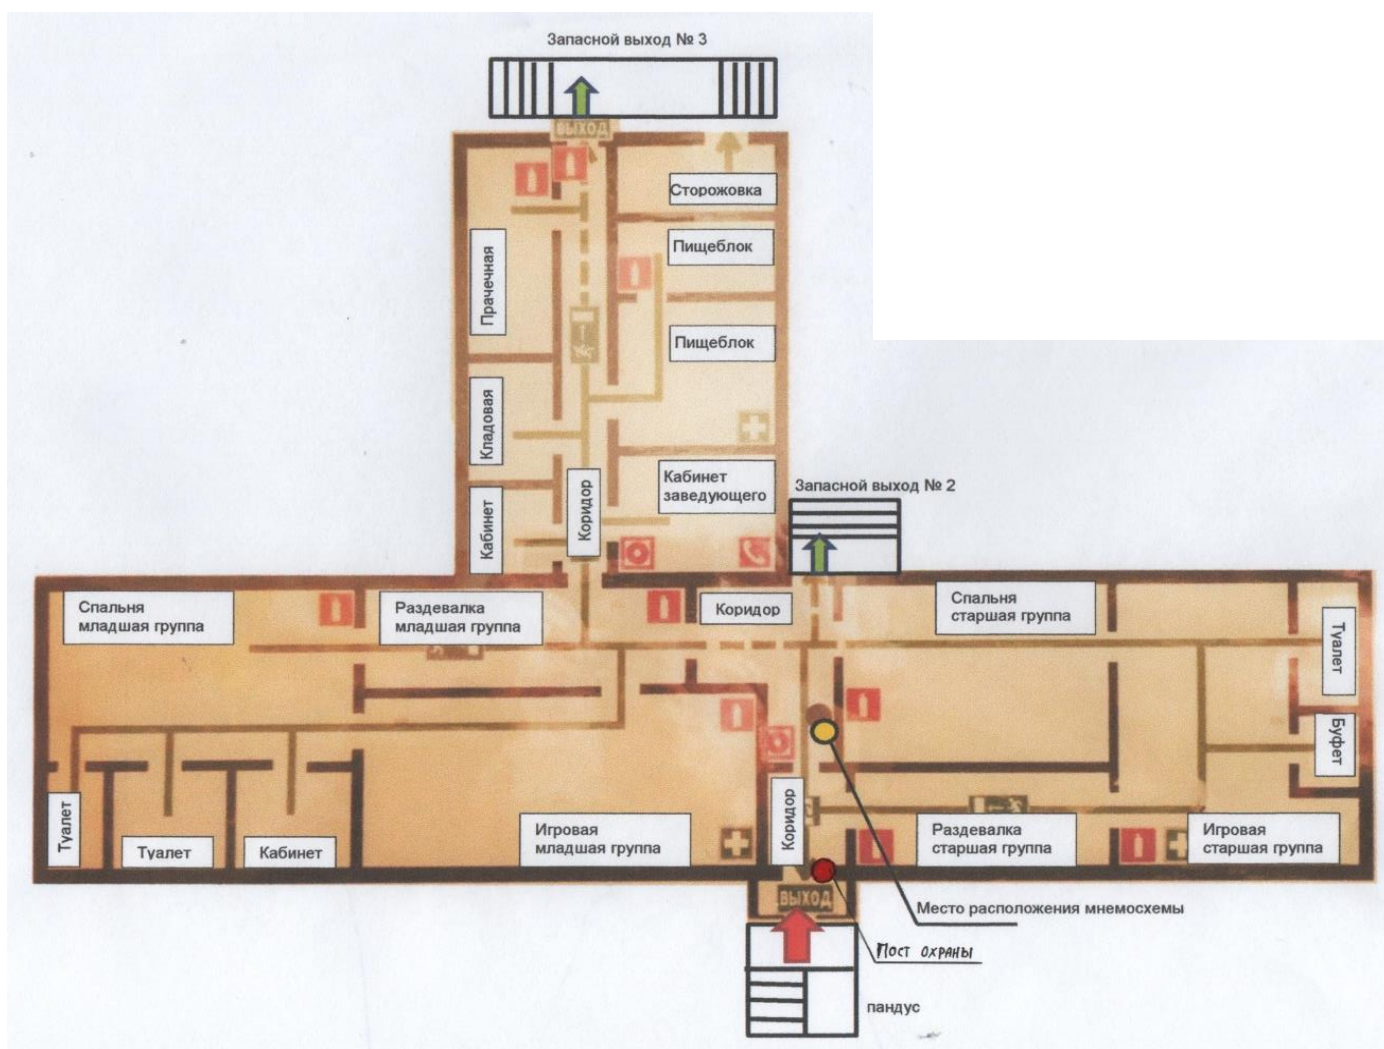 Запасной выход № 3
ВЫХОД
Сторожовка
Пищеблок
Прачечная
Пищеблок
Кладовая
Кабинет
заведующего
Коридор
Кабинет
Запасной выход № 2
Спальня
младшая группа
Раздевалка
младшая группа
Коридор
Спальня
старшая группа
Туалет
Буфет
Туалет
Туалет
Кабинет
Игровая
младшая группа
Коридор
Раздевалка
старшая группа
Игровая
старшая группа
ВЫХОД
Место расположения мнемосхемы
Пост охраны
пандус